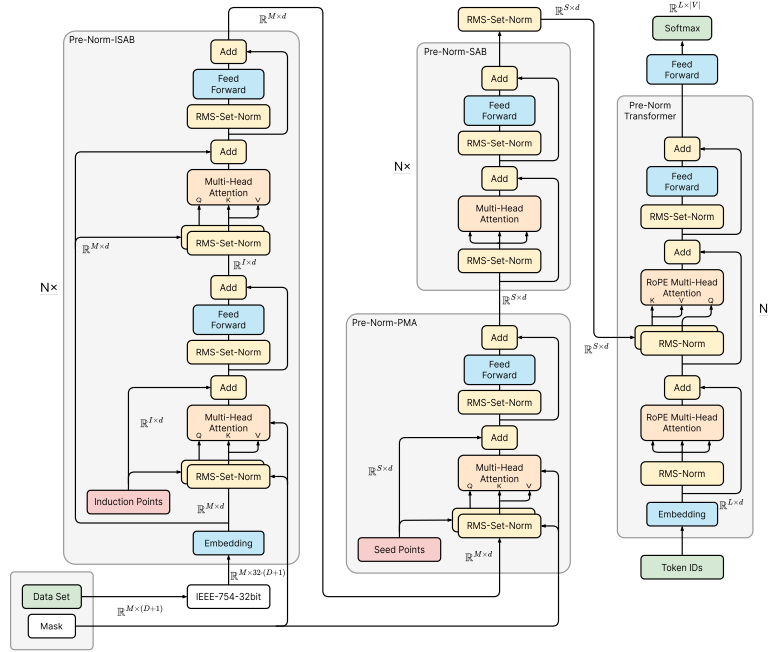 ℝ^{M×d}
Pre-Norm-ISAB
Add
Feed
Forward
RMS-Set-Norm
Add
Multi-Head
Attention
Q K V
RMS-Set-Norm
ℝ^{M×d}
ℝ^{I×d}
N×
Add
Feed
Forward
RMS-Set-Norm
Add
Multi-Head
Attention
Q K V
ℝ^{I×d}
RMS-Set-Norm
Induction Points
ℝ^{M×d}
Embedding
ℝ^{M×32·(D+1)}
Data Set
IEEE-754-32bit
ℝ^{M×(D+1)}
Mask
RMS-Set-Norm
ℝ^{S×d}
Pre-Norm-SAB
Add
Feed
Forward
RMS-Set-Norm
N×
Add
Multi-Head
Attention
RMS-Set-Norm
ℝ^{S×d}
Pre-Norm-PMA
Add
Feed
Forward
RMS-Set-Norm
Add
ℝ^{S×d}
Multi-Head
Attention
Q K V
RMS-Set-Norm
Seed Points
ℝ^{M×d}
ℝ^{L×|V|}
Softmax
Feed
Forward
Pre-Norm
Transformer
Add
Feed
Forward
RMS-Norm
Add
RoPE Multi-Head
Attention
K V Q
N
RMS-Norm
ℝ^{S×d}
Add
RoPE Multi-Head
Attention
RMS-Norm
Embedding
ℝ^{L×d}
Token IDs